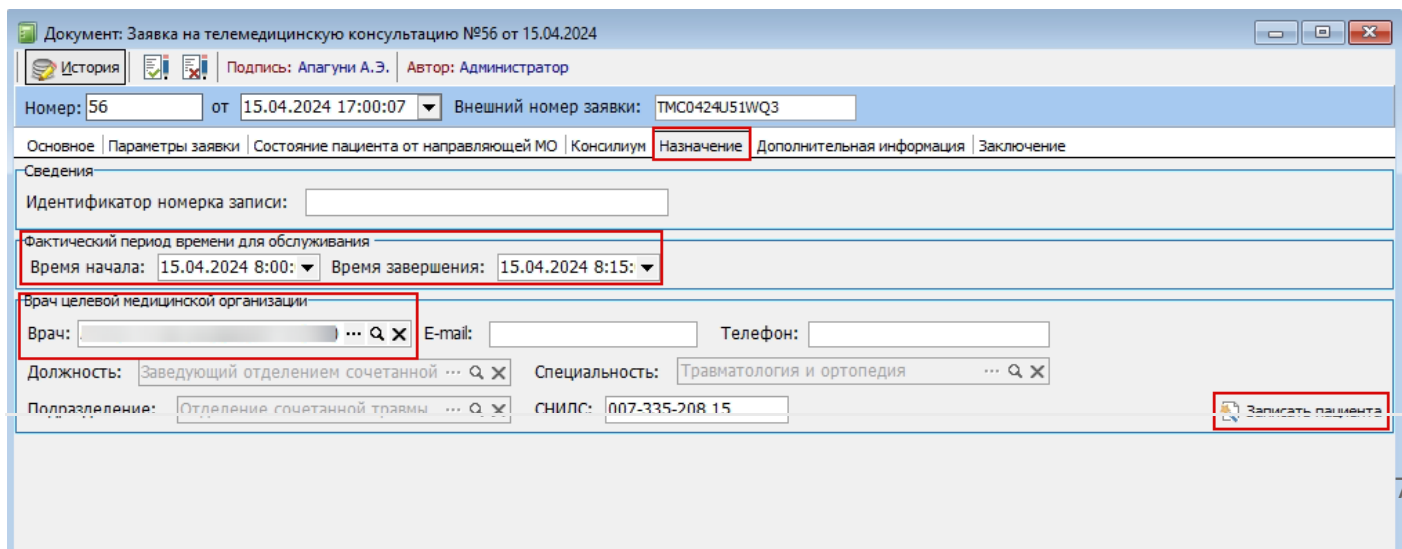 Документ: Заявка на телемедицинскую консультацию №56 от 15.04.2024
История Подпись: Апагуни А.Э. Автор: Администратор
Номер: 56 от 15.04.2024 17:00:07 Внешний номер заявки: TMC0424U51WQ3
Основное Параметры заявки Состояние пациента от направляющей МО Консилиум Назначение Дополнительная информация Заключение
Сведения
Идентификатор номерка записи:
Фактический период времени для обслуживания
Время начала: 15.04.2024 8:00: Время завершения: 15.04.2024 8:15:
Врач целевой медицинской организации
Врач: E-mail: Телефон:
Должность: Заведующий отделением сочетанной ... Специальность: Травматология и ортопедия ...
Подразделение: Отделение сочетанной травмы ... СНИЛС: 007-335-208 15 Записать пациента